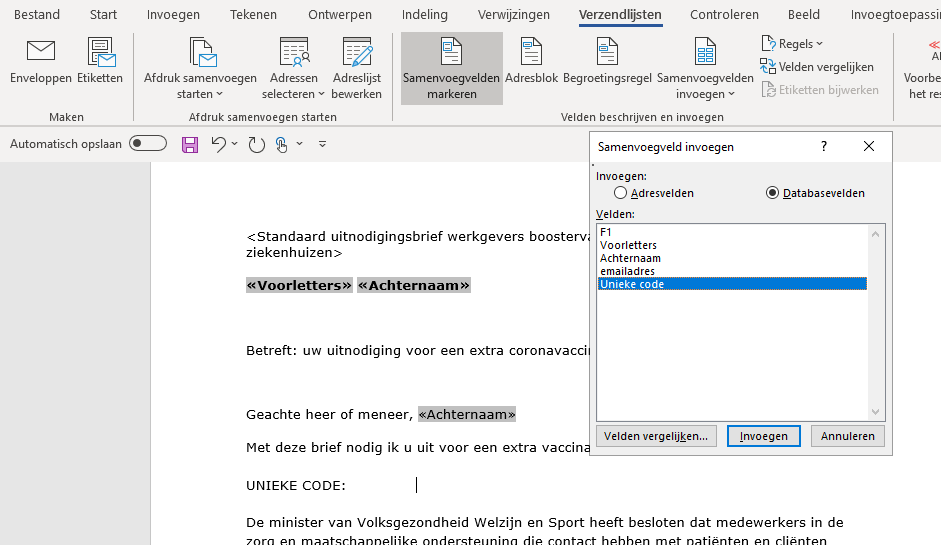 Bestand Start Invoegen Tekenen Ontwerpen Indeling Verwijzingen Verzendlijsten Controleren Beeld Invoegtoepassin
Enveloppen Etiketten
Maken
Afdruk samenvoegen
starten
Adressen
selecteren
Adreslijst
bewerken
Afdruk samenvoegen starten
Samenvoegvelden
markeren
Adresblok
Begroetingsregel
Samenvoegvelden
invoegen
Regels
Velden vergelijken
Etiketten bijwerken
Velden beschrijven en invoegen
Voorbe
het res
Automatisch opslaan
Samenvoegveld invoegen ?
Invoegen:
Adresvelden Databasevelden
Velden:
F1
Voorletters
Achternaam
emailadres
Unieke code
Velden vergelijken... Invoegen Annuleren
<Standaard uitnodigingsbrief werkgevers boosterva
ziekenhuizen>
«Voorletters» «Achternaam»
Betreft: uw uitnodiging voor een extra coronavaccin
Geachte heer of meneer, «Achternaam»
Met deze brief nodig ik u uit voor een extra vaccina
UNIEKE CODE:
De minister van Volksgezondheid Welzijn en Sport heeft besloten dat medewerkers in de
zorg en maatschappelijke ondersteuning die contact hebben met patiënten en cliënten